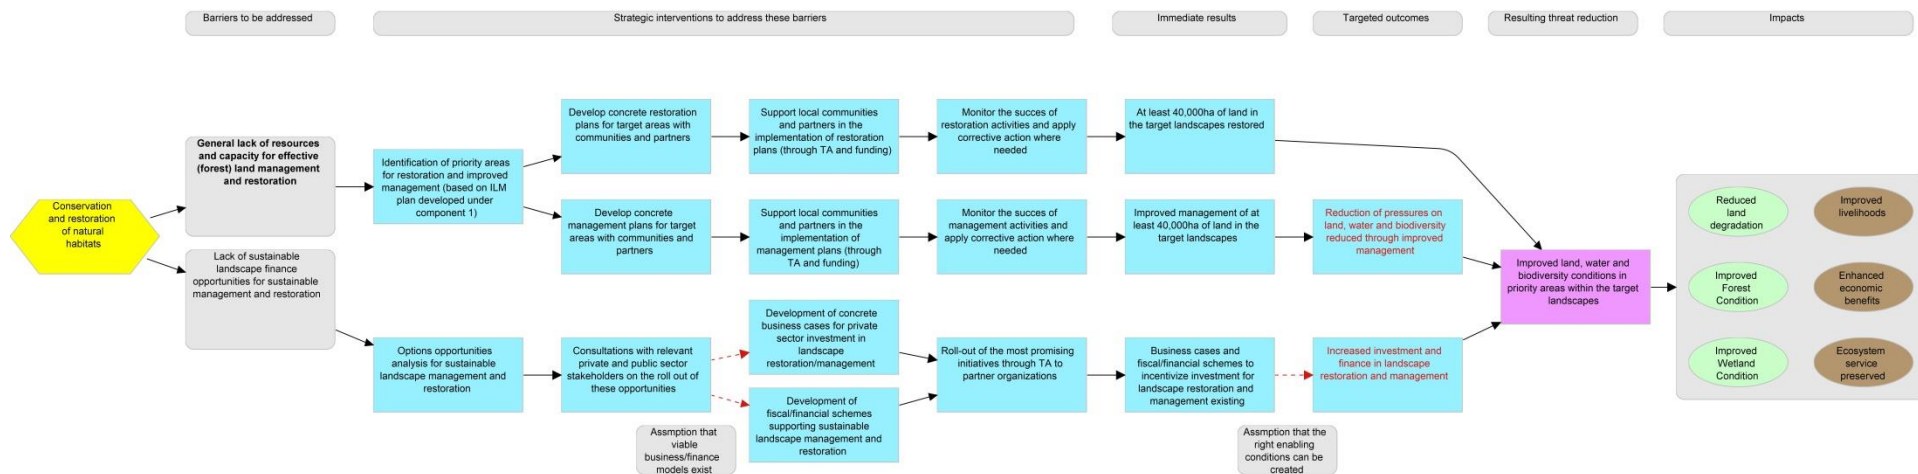 Barriers to be addressed
Strategic interventions to address these barriers
Immediate results
Targeted outcomes
Resulting threat reduction
Impacts
Conservation
and restoration
of natural
habitats
General lack of resources
and capacity for effective
(forest) land management
and restoration
Lack of sustainable
landscape finance
opportunities for sustainable
management and restoration
Identification of priority areas
for restoration and improved
management (based on ILM
plan developed under
component 1)
Develop concrete restoration
plans for target areas with
communities and partners
Support local communities
and partners in the
implementation of restoration
plans (through TA and funding)
Monitor the succes of
restoration activities and apply
corrective action where
needed
At least 40,000ha of land in
the target landscapes restored
Develop concrete
management plans for target
areas with communities and
partners
Support local communities
and partners in the
implementation of
management plans (through
TA and funding)
Monitor the succes of
management activities and
apply corrective action where
needed
Improved management of at
least 40,000ha of land in the
target landscapes
Reduction of pressures on
land, water and biodiversity
reduced through improved
management
Options opportunities
analysis for sustainable
landscape management and
restoration
Consultations with relevant
private and public sector
stakeholders on the roll out of
these opportunities
Development of concrete
business cases for private
sector investment in
landscape
restoration/management
Development of
fiscal/financial schemes
supporting sustainable
landscape management and
restoration
Roll-out of the most promising
initiatives through TA to
partner organizations
Business cases and
fiscal/financial schemes to
incentivize investment for
landscape restoration and
management existing
Increased investment and
finance in landscape
restoration and management
Assmption that
viable
business/finance
models exist
Assmption that the
right enabling
conditions can be
created
Improved land, water and
biodiversity conditions in
priority areas within the target
landscapes
Reduced
land
degradation
Improved
livelihoods
Improved
Forest
Condition
Enhanced
economic
benefits
Improved
Wetland
Condition
Ecosystem
service
preserved